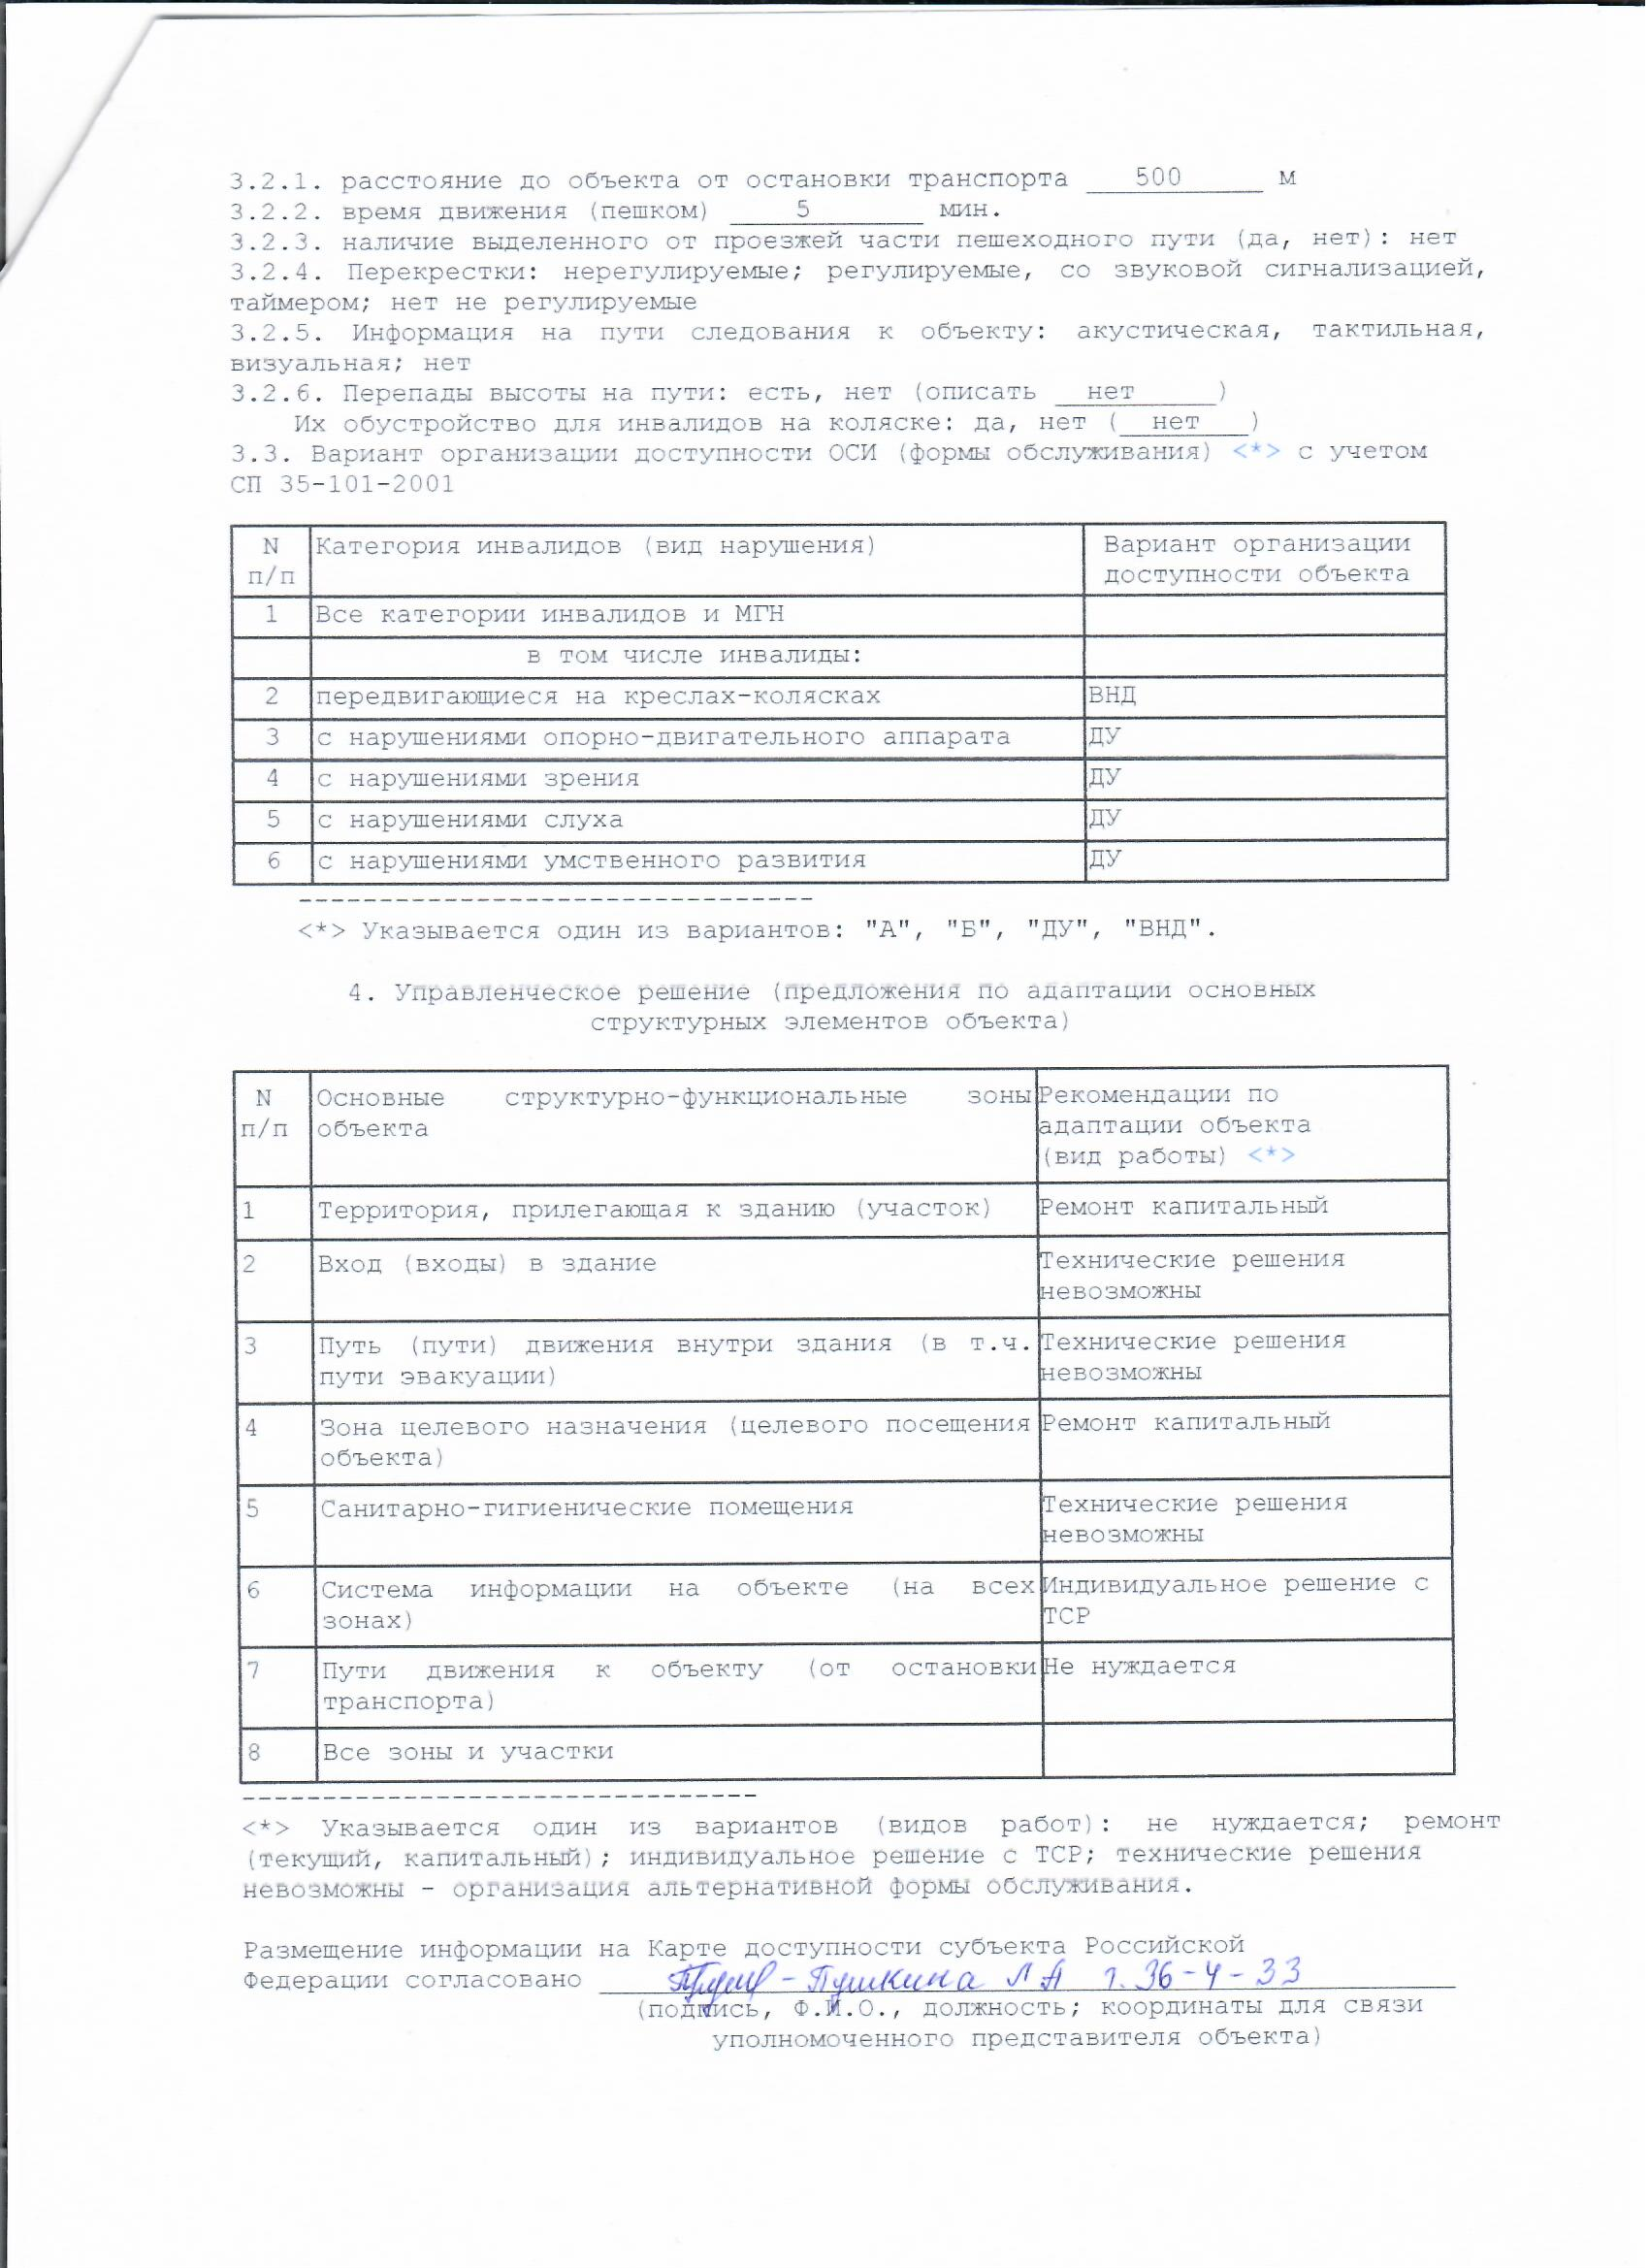 3.2.1. расстояние до объекта от остановки транспорта 500 м
3.2.2. время движения (пешком) 5 мин.
3.2.3. наличие выделенного от проезжей части пешеходного пути (да, нет): нет
3.2.4. Перекрестки: нерегулируемые; регулируемые, со звуковой сигнализацией,
таймером; нет не регулируемые
3.2.5. Информация на пути следования к объекту: акустическая, тактильная,
визуальная; нет
3.2.6. Перепады высоты на пути: есть, нет (описать нет )
Их обустройство для инвалидов на коляске: да, нет ( нет )
3.3. Вариант организации доступности ОСИ (формы обслуживания) <*> с учетом
СП 35-101-2001
N Категория инвалидов (вид нарушения) Вариант организации
п/п доступности объекта
1 Все категории инвалидов и МГН
в том числе инвалиды:
2 передвигающиеся на креслах-колясках ВНД
3 с нарушениями опорно-двигательного аппарата ДУ
4 с нарушениями зрения ДУ
5 с нарушениями слуха ДУ
6 с нарушениями умственного развития ДУ
--------------------------------
<*> Указывается один из вариантов: "А", "Б", "ДУ", "ВНД".
4. Управленческое решение (предложения по адаптации основных
структурных элементов объекта)
N Основные структурно-функциональные зоны Рекомендации по
п/п объекта адаптации объекта
(вид работы) <*>
1 Территория, прилегающая к зданию (участок) Ремонт капитальный
2 Вход (входы) в здание Технические решения
невозможны
3 Путь (пути) движения внутри здания (в т.ч. Технические решения
пути эвакуации) невозможны
4 Зона целевого назначения (целевого посещения Ремонт капитальный
объекта)
5 Санитарно-гигиенические помещения Технические решения
невозможны
6 Система информации на объекте (на всех Индивидуальное решение с
зонах) ТСР
7 Пути движения к объекту (от остановки Не нуждается
транспорта)
8 Все зоны и участки
--------------------------------
<*> Указывается один из вариантов (видов работ): не нуждается; ремонт
(текущий, капитальный); индивидуальное решение с ТСР; технические решения
невозможны - организация альтернативной формы обслуживания.
Размещение информации на Карте доступности субъекта Российской
Федерации согласовано - Пушкина Л А т. 36-4-33
(подпись, Ф.И.О., должность; координаты для связи
уполномоченного представителя объекта)